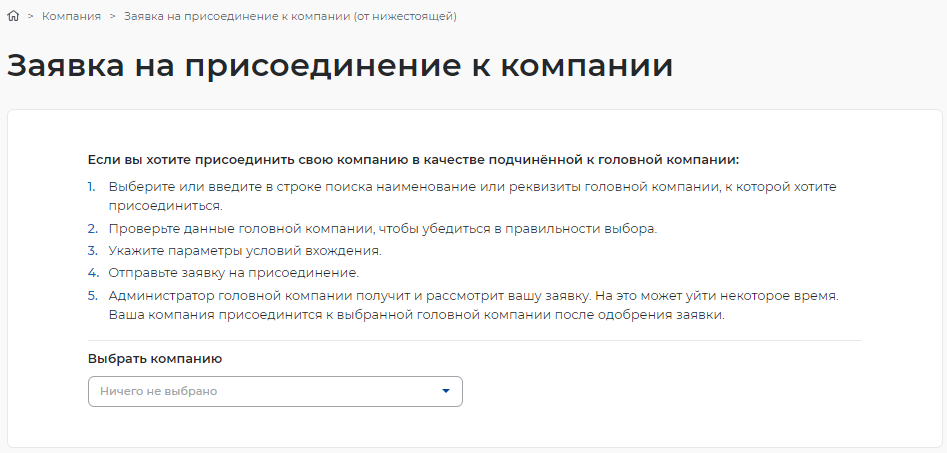 > Компания > Заявка на присоединение к компании (от нижестоящей)
Заявка на присоединение к компании
Если вы хотите присоединить свою компанию в качестве подчинённой к головной компании:
1. Выберите или введите в строке поиска наименование или реквизиты головной компании, к которой хотите
присоединиться.
2. Проверьте данные головной компании, чтобы убедиться в правильности выбора.
3. Укажите параметры условий вхождения.
4. Отправьте заявку на присоединение.
5. Администратор головной компании получит и рассмотрит вашу заявку. На это может уйти некоторое время.
Ваша компания присоединится к выбранной головной компании после одобрения заявки.
Выбрать компанию
Ничего не выбрано